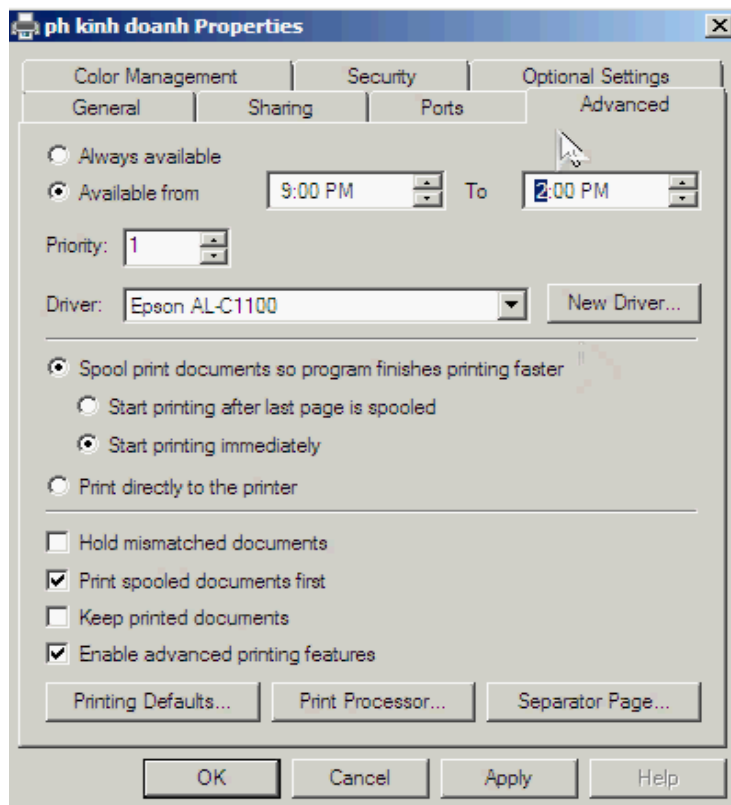 ph kinh doanh Properties
Color Management Security Optional Settings
General Sharing Ports Advanced
Always available
Available from 9:00 PM To 2:00 PM
Priority: 1
Driver: Epson AL-C1100 New Driver...
Spool print documents so program finishes printing faster
Start printing after last page is spooled
Start printing immediately
Print directly to the printer
Hold mismatched documents
Print spooled documents first
Keep printed documents
Enable advanced printing features
Printing Defaults... Print Processor... Separator Page...
OK Cancel Apply Help